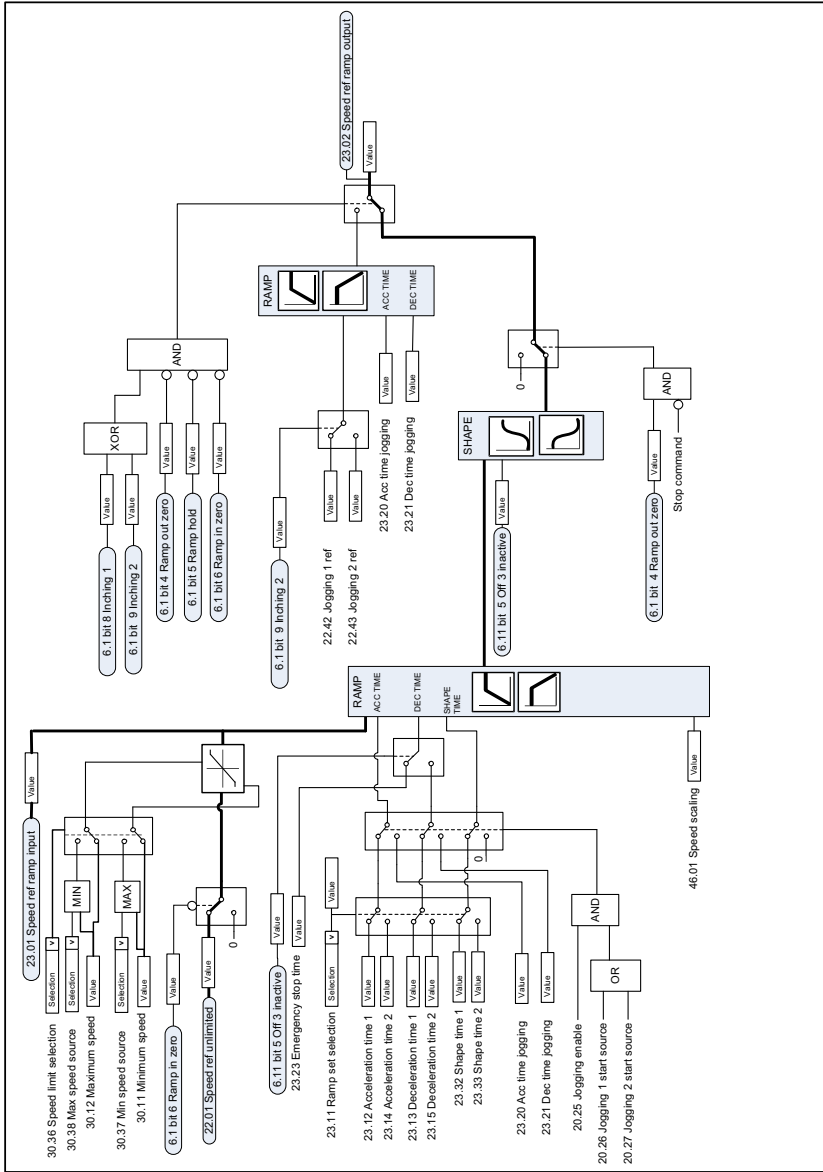 23.01 Speed ref ramp input
Value
30.36 Speed limit selection
Selection
v
30.38 Max speed source
Selection
v
MIN
30.12 Maximum speed
Value
30.37 Min speed source
Selection
v
MAX
30.11 Minimum speed
Value
6.1 bit 6 Ramp in zero
Value
22.01 Speed ref unlimited
Value
0
6.11 bit 5 Off 3 inactive
Value
23.23 Emergency stop time
Value
23.11 Ramp set selection
Selection
v
Value
23.12 Acceleration time 1
Value
23.14 Acceleration time 2
Value
23.13 Deceleration time 1
Value
23.15 Deceleration time 2
Value
23.32 Shape time 1
Value
23.33 Shape time 2
Value
0
23.20 Acc time jogging
Value
23.21 Dec time jogging
Value
20.25 Jogging enable
AND
20.26 Jogging 1 start source
OR
20.27 Jogging 2 start source
46.01 Speed scaling
Value
RAMP
ACC TIME
DEC TIME
SHAPE
TIME
6.1 bit 8 Inching 1
Value
XOR
6.1 bit 9 Inching 2
Value
AND
6.1 bit 4 Ramp out zero
Value
6.1 bit 5 Ramp hold
Value
6.1 bit 6 Ramp in zero
Value
6.1 bit 9 Inching 2
Value
22.42 Jogging 1 ref
Value
22.43 Jogging 2 ref
Value
23.20 Acc time jogging
Value
23.21 Dec time jogging
Value
RAMP
ACC TIME
DEC TIME
6.11 bit 5 Off 3 inactive
Value
SHAPE
0
6.1 bit 4 Ramp out zero
Value
AND
Stop command
23.02 Speed ref ramp output
Value